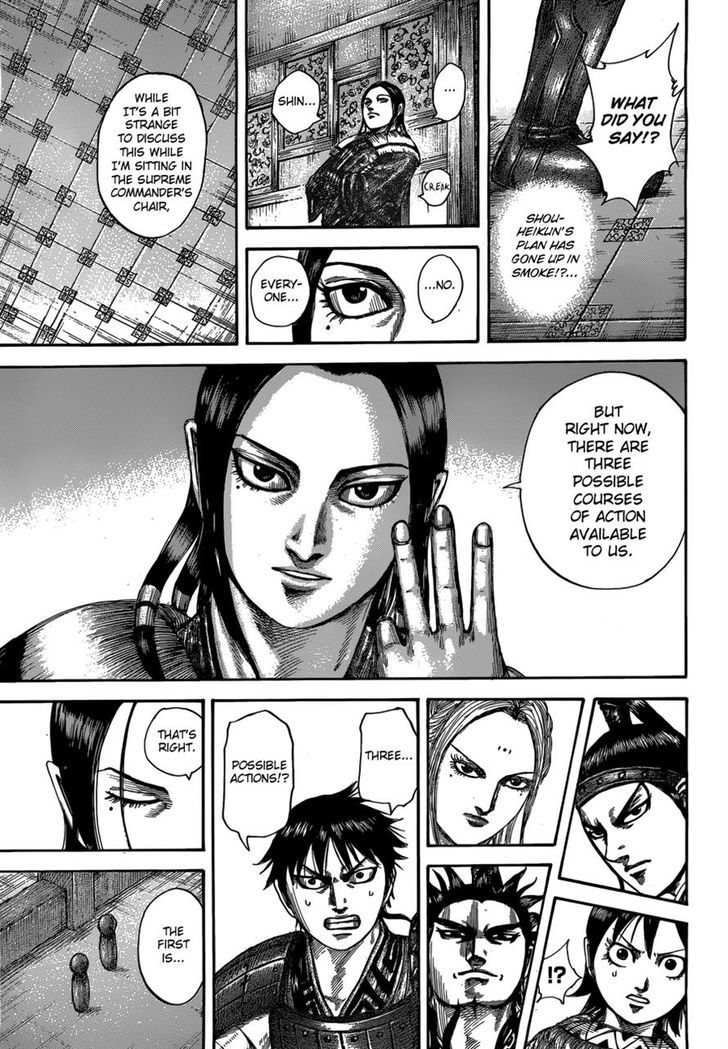 WHAT
DID YOU
SAY!?
SHOU-
HEIKUN'S
PLAN HAS
GONE UP IN
SMOKE!?...
...
SHIN...
CREAK
...NO.
EVERY-
ONE...
WHILE
IT'S A BIT
STRANGE
TO DISCUSS
THIS WHILE
I'M SITTING IN
THE SUPREME
COMMANDER'S
CHAIR,
BUT
RIGHT NOW,
THERE ARE
THREE
POSSIBLE
COURSES
OF ACTION
AVAILABLE
TO US.
!?
THREE...
POSSIBLE
ACTIONS!?
THAT'S
RIGHT.
THE
FIRST
IS...